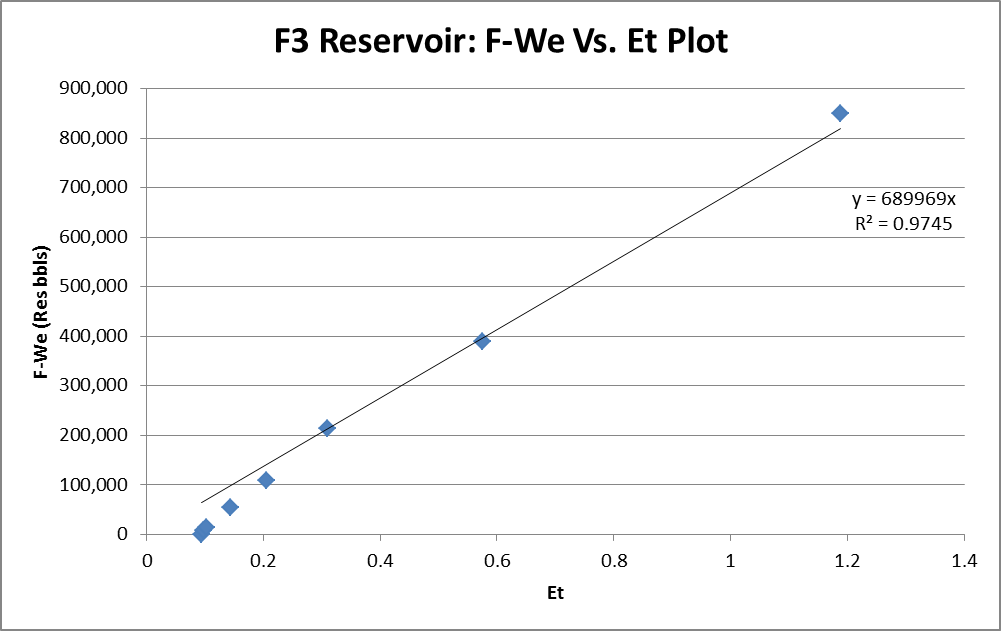 F3 Reservoir: F-We Vs. Et Plot
900,000
800,000
700,000
600,000
500,000
400,000
300,000
200,000
100,000
0
F-We (Res bbls)
y = 689969x
R² = 0.9745
0 0.2 0.4 0.6 0.8 1 1.2 1.4
Et